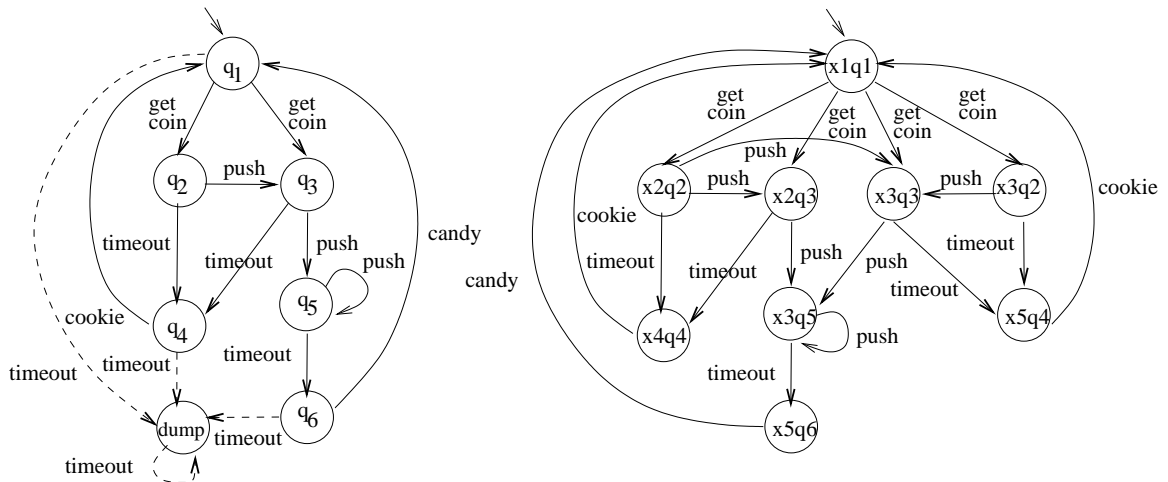 q1
get
coin
get
coin
q2
push
q3
timeout
timeout
push
push
q5
candy
cookie
q4
timeout
timeout
timeout
q6
dump
timeout
timeout
x1q1
get
coin
get
coin
get
coin
get
coin
push
x2q2
push
x2q3
x3q3
push
x3q2
cookie
cookie
timeout
timeout
push
push
timeout
timeout
candy
x4q4
x3q5
push
x5q4
timeout
x5q6